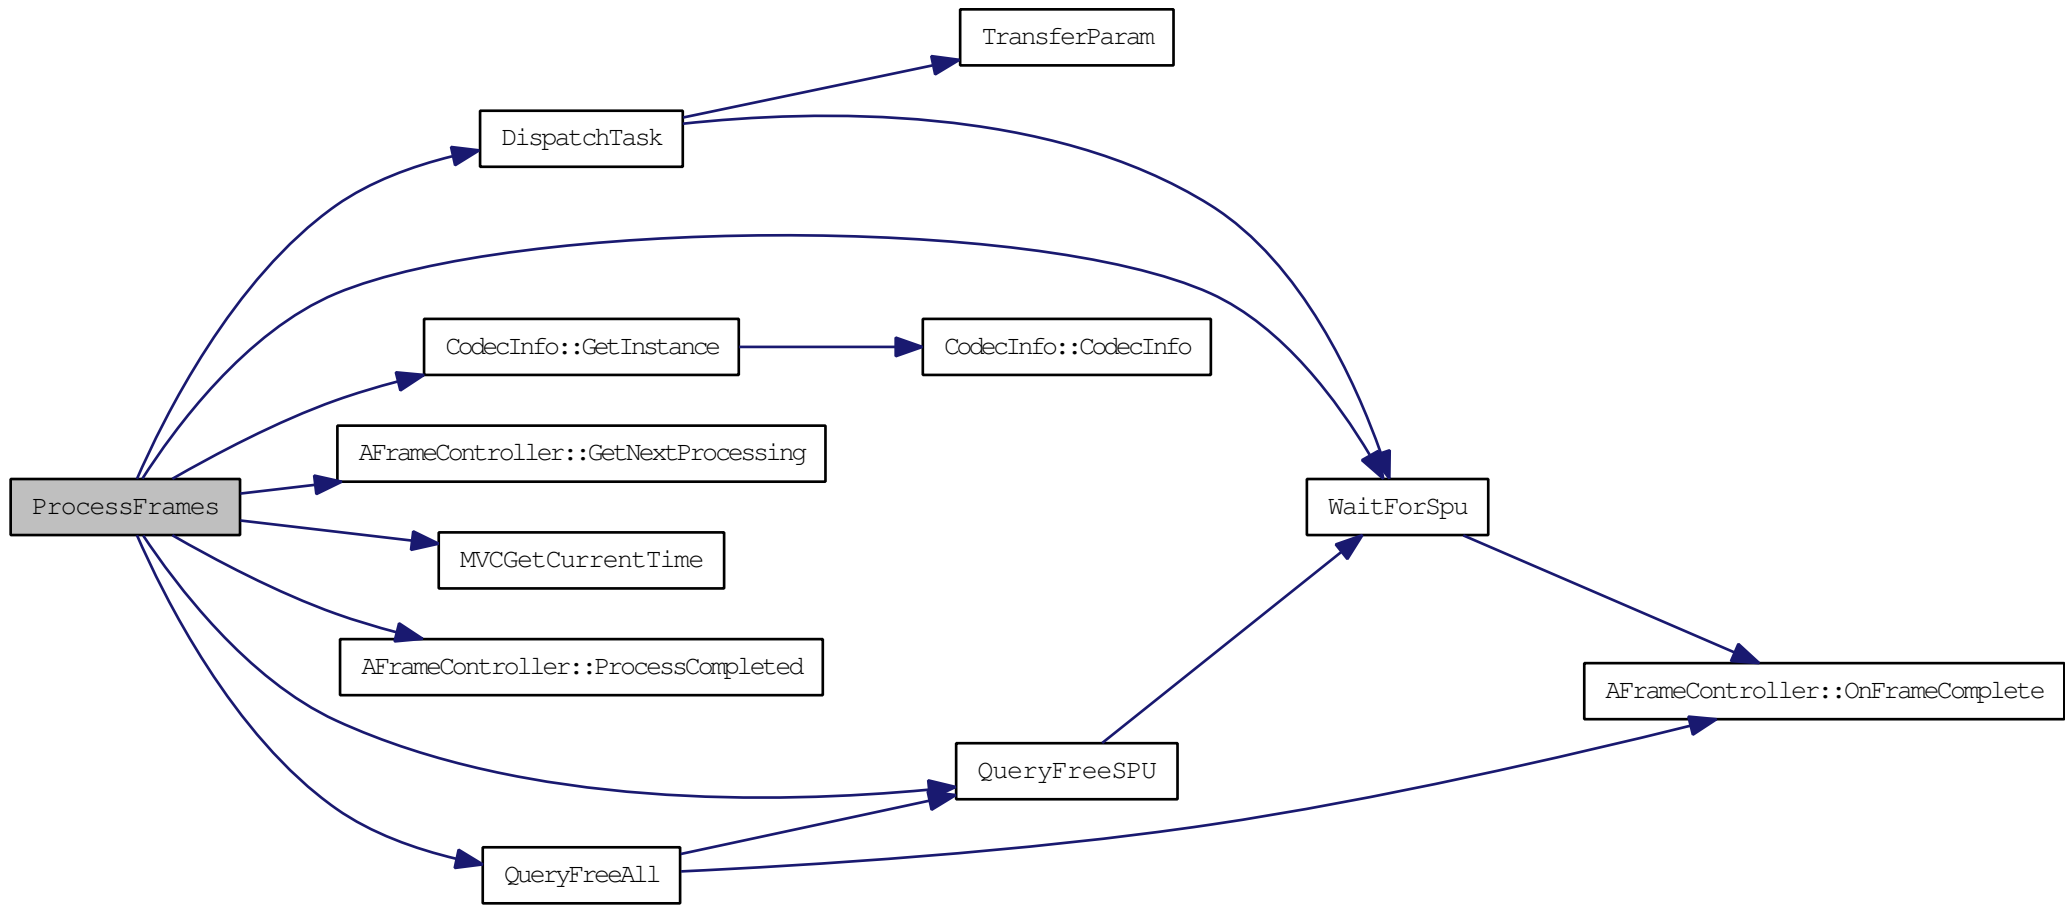 TransferParam
DispatchTask
CodecInfo::GetInstance
CodecInfo::CodecInfo
AFrameController::GetNextProcessing
ProcessFrames
WaitForSpu
MVCGetCurrentTime
AFrameController::ProcessCompleted
AFrameController::OnFrameComplete
QueryFreeSPU
QueryFreeAll